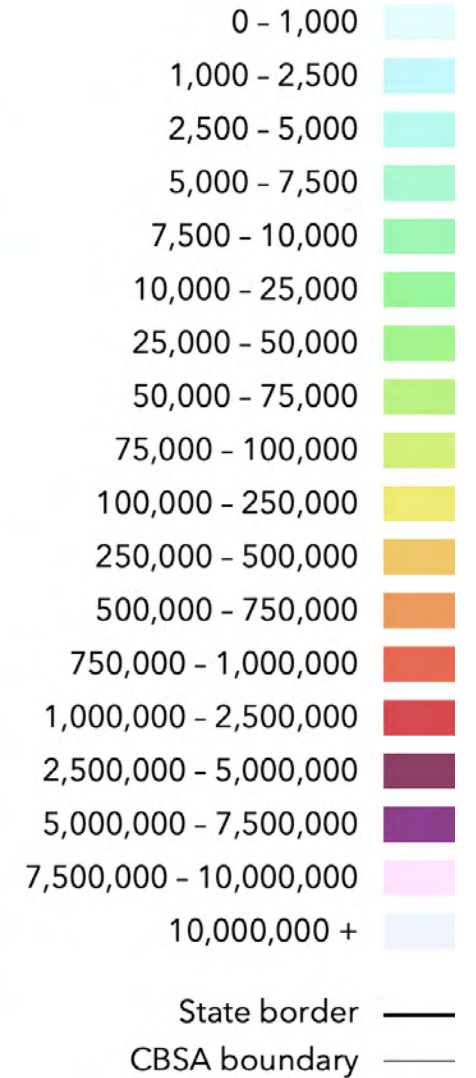 0 – 1,000
1,000 – 2,500
2,500 – 5,000
5,000 – 7,500
7,500 – 10,000
10,000 – 25,000
25,000 – 50,000
50,000 – 75,000
75,000 – 100,000
100,000 – 250,000
250,000 – 500,000
500,000 – 750,000
750,000 – 1,000,000
1,000,000 – 2,500,000
2,500,000 – 5,000,000
5,000,000 – 7,500,000
7,500,000 – 10,000,000
10,000,000 +
State border
CBSA boundary